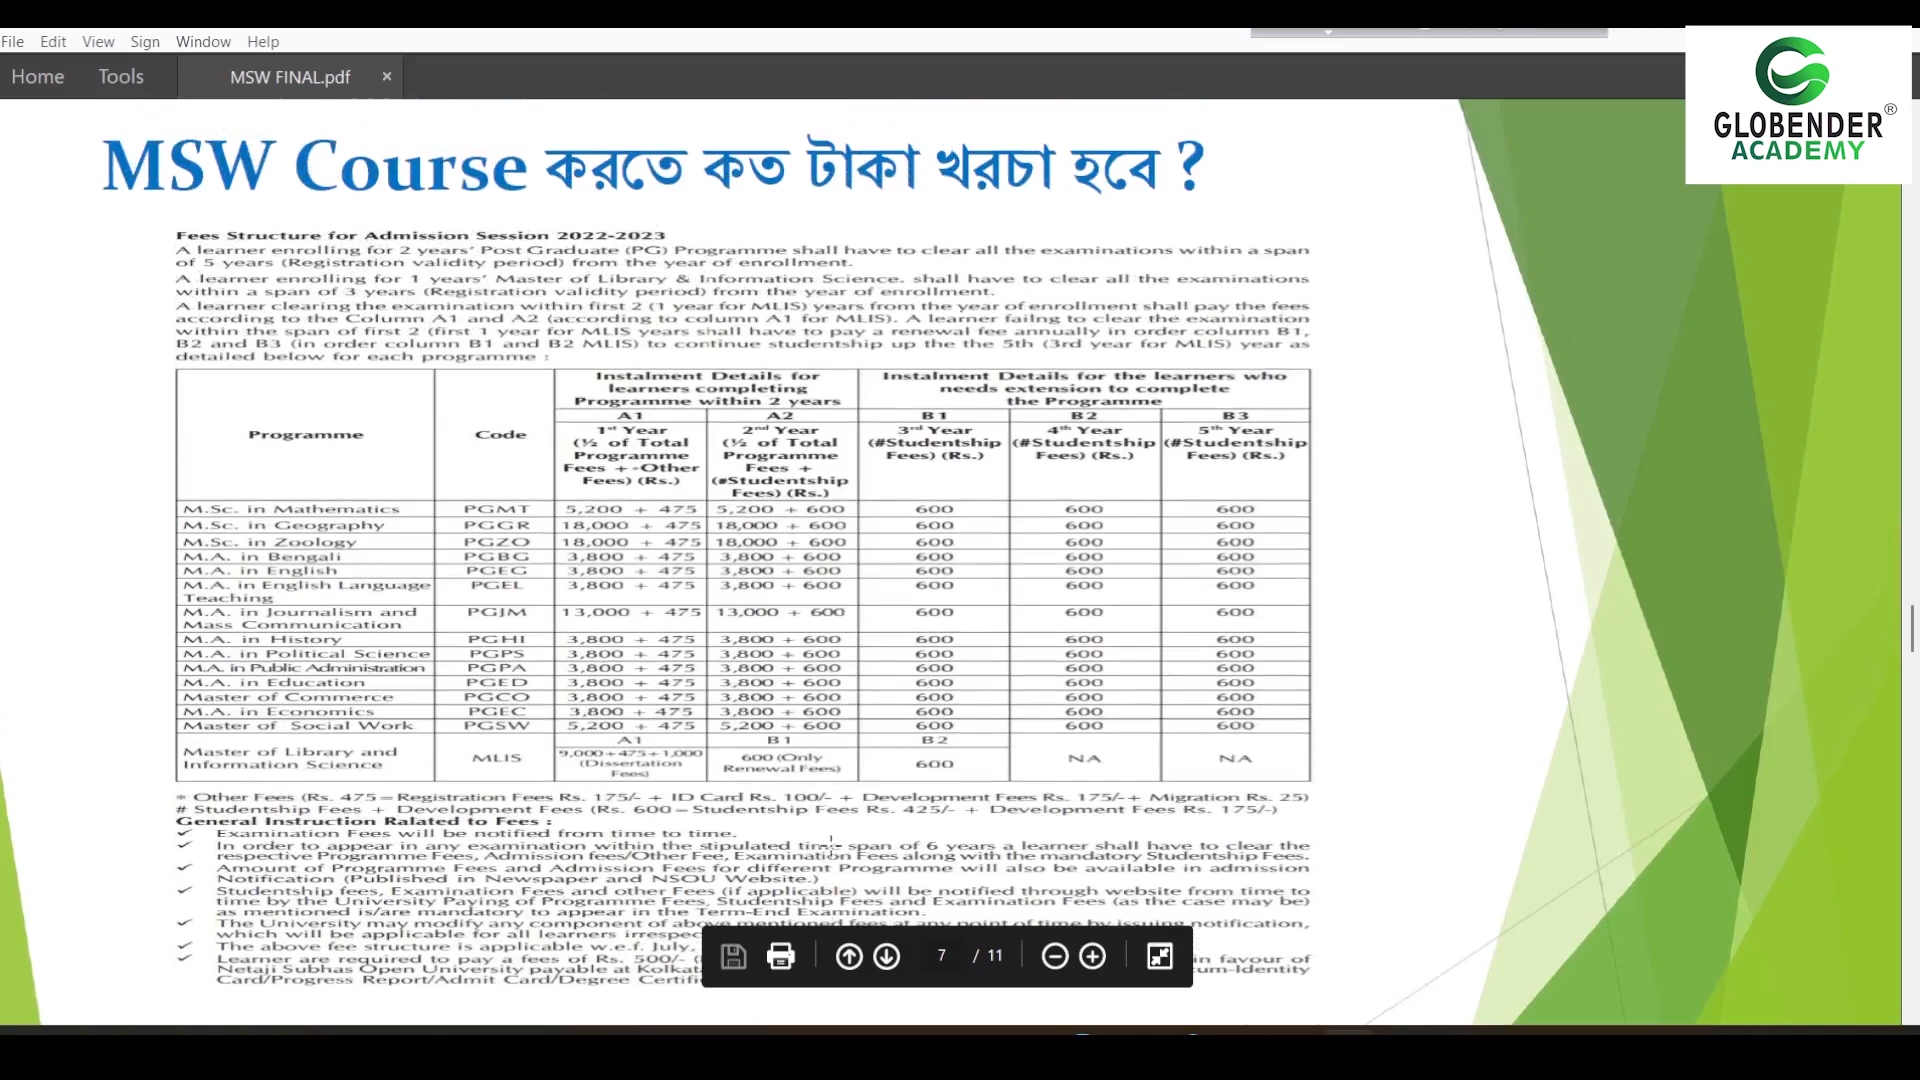 File Edit View Sign Window Help
Home Tools MSW FINAL.pdf ×
GLOBENDER®
ACADEMY
MSW Course করতে কত টাকা খরচা হবে ?
Fees Structure for Admission Session 2022-2023
A learner enrolling for 2 years' Post Graduate (PG) Programme shall have to clear all the examinations within a span
of 5 years (Registration validity period) from the year of enrollment.
A learner enrolling for 1 years' Master of Library & Information Science. shall have to clear all the examinations
within a span of 3 years (Registration validity period) from the year of enrollment.
A learner clearing the examination within first 2 (1 year for MLIS) years from the year of enrollment shall pay the fees
according to the Column A1 and A2 (according to column A1 for MLIS). A learner failng to clear the examination
within the span of first 2 (first 1 year for MLIS years shall have to pay a renewal fee annually in order column B1,
B2 and B3 (in order column B1 and B2 MLIS) to continue studentship up the the 5th (3rd year for MLIS) year as
detailed below for each programme :
Programme Code
Instalment Details for
learners completing
Programme within 2 years
Instalment Details for the learners who
needs extension to complete
the Programme
A1 A2 B1 B2 B3
1st Year
(½ of Total
Programme
Fees + *Other
Fees) (Rs.)
2nd Year
(½ of Total
Programme
Fees +
(#Studentship
Fees) (Rs.)
3rd Year
(#Studentship
Fees) (Rs.)
4th Year
(#Studentship
Fees) (Rs.)
5th Year
(#Studentship
Fees) (Rs.)
M.Sc. in Mathematics PGMT 5,200 + 475 5,200 + 600 600 600 600
M.Sc. in Geography PGGR 18,000 + 475 18,000 + 600 600 600 600
M.Sc. in Zoology PGZO 18,000 + 475 18,000 + 600 600 600 600
M.A. in Bengali PGBG 3,800 + 475 3,800 + 600 600 600 600
M.A. in English PGEG 3,800 + 475 3,800 + 600 600 600 600
M.A. in English Language PGEL 3,800 + 475 3,800 + 600 600 600 600
Teaching
M.A. in Journalism and PGJM 13,000 + 475 13,000 + 600 600 600 600
Mass Communication
M.A. in History PGHI 3,800 + 475 3,800 + 600 600 600 600
M.A. in Political Science PGPS 3,800 + 475 3,800 + 600 600 600 600
M.A. in Public Administration PGPA 3,800 + 475 3,800 + 600 600 600 600
M.A. in Education PGED 3,800 + 475 3,800 + 600 600 600 600
Master of Commerce PGCO 3,800 + 475 3,800 + 600 600 600 600
M.A. in Economics PGEC 3,800 + 475 3,800 + 600 600 600 600
Master of Social Work PGSW 5,200 + 475 5,200 + 600 600 600 600
A1 B1 B2
Master of Library and
Information Science MLIS
9,000+475+1,000
(Dissertation
Fees)
600 (Only
Renewal Fees)
600 NA NA
* Other Fees (Rs. 475=Registration Fees Rs. 175/- + ID Card Rs. 100/- + Development Fees Rs. 175/-+ Migration Rs. 25)
# Studentship Fees + Development Fees (Rs. 600 = Studentship Fees Rs. 425/- + Development Fees Rs. 175/-)
General Instruction Ralated to Fees :
✓ Examination Fees will be notified from time to time.
✓ In order to appear in any examination within the stipulated time span of 6 years a learner shall have to clear the
respective Programme Fees, Admission fees/Other Fee, Examination Fees along with the mandatory Studentship Fees.
✓ Amount of Programme Fees and Admission Fees for different Programme will also be available in admission
Notification (Published in Newspaper and NSOU Website.)
✓ Studentship fees, Examination Fees and other Fees (if applicable) will be notified through website from time to
time by the University Paying of Programme Fees, Studentship Fees and Examination Fees (as the case may be)
as mentioned is/are mandatory to appear in the Term-End Examination.
✓ The University may modify any component of above mentioned fees at any point of time by issuing notification,
which will be applicable for all learners
✓ The above fee structure is applicable w.e.f. July,
✓ Learner are required to pay a fees of Rs. 500/- in favour of
Netaji Subhas Open University payable at
Card/Progress Report/Admit Card/Degree
7 / 11